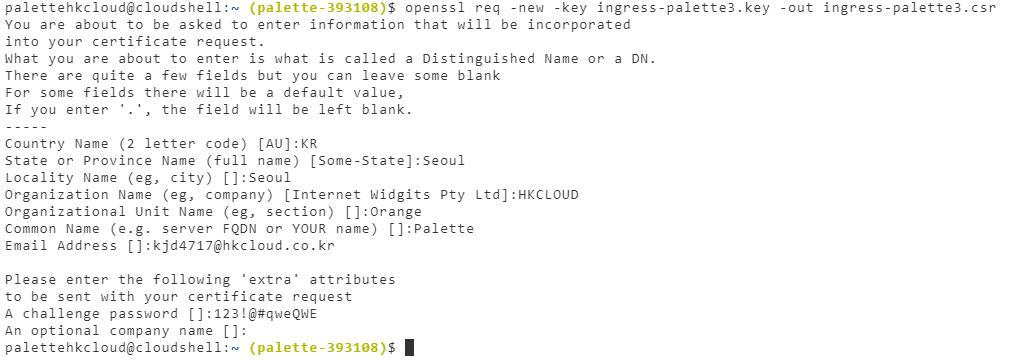 palettehkcloud@cloudshell:~ (palette-393108)$ openssl req -new -key ingress-palette3.key -out ingress-palette3.csr
You are about to be asked to enter information that will be incorporated
into your certificate request.
What you are about to enter is what is called a Distinguished Name or a DN.
There are quite a few fields but you can leave some blank
For some fields there will be a default value,
If you enter '.', the field will be left blank.
-----
Country Name (2 letter code) [AU]:KR
State or Province Name (full name) [Some-State]:Seoul
Locality Name (eg, city) []:Seoul
Organization Name (eg, company) [Internet Widgits Pty Ltd]:HKCLOUD
Organizational Unit Name (eg, section) []:Orange
Common Name (e.g. server FQDN or YOUR name) []:Palette
Email Address []:kjd4717@hkcloud.co.kr

Please enter the following 'extra' attributes
to be sent with your certificate request
A challenge password []:123!@#qweQWE
An optional company name []:
palettehkcloud@cloudshell:~ (palette-393108)$